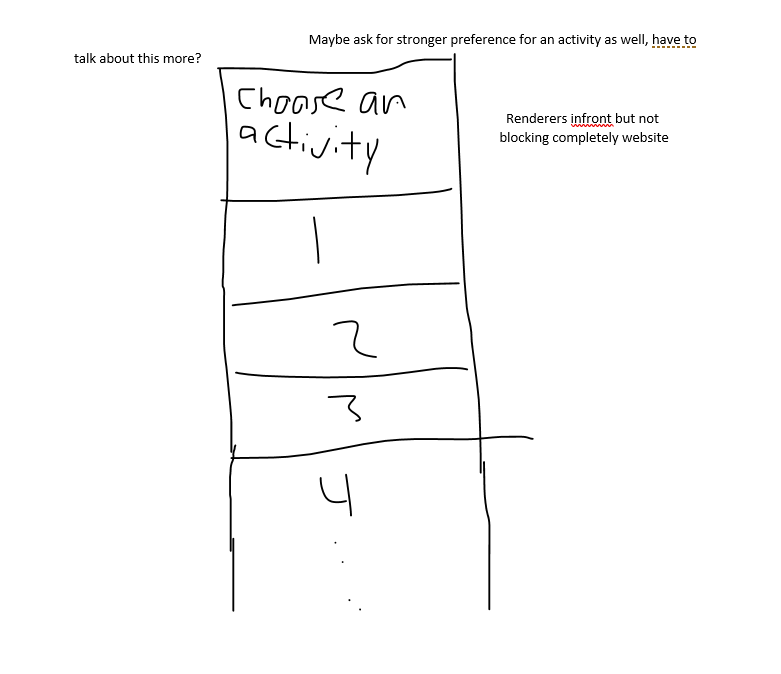 Maybe ask for stronger preference for an activity as well, have to
talk about this more?
Choose an
activity
Renderers infront but not
blocking completely website
1
2
3
4